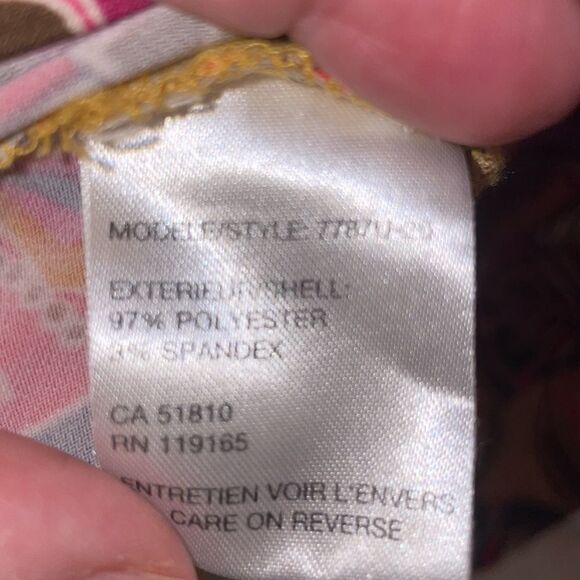 MODELE/STYLE:
EXTERIEUR/SHELL:
97% POLYESTER
3% SPANDEX
CA 51810
RN 119165
ENTRETIEN VOIR L'ENVERS
CARE ON REVERSE